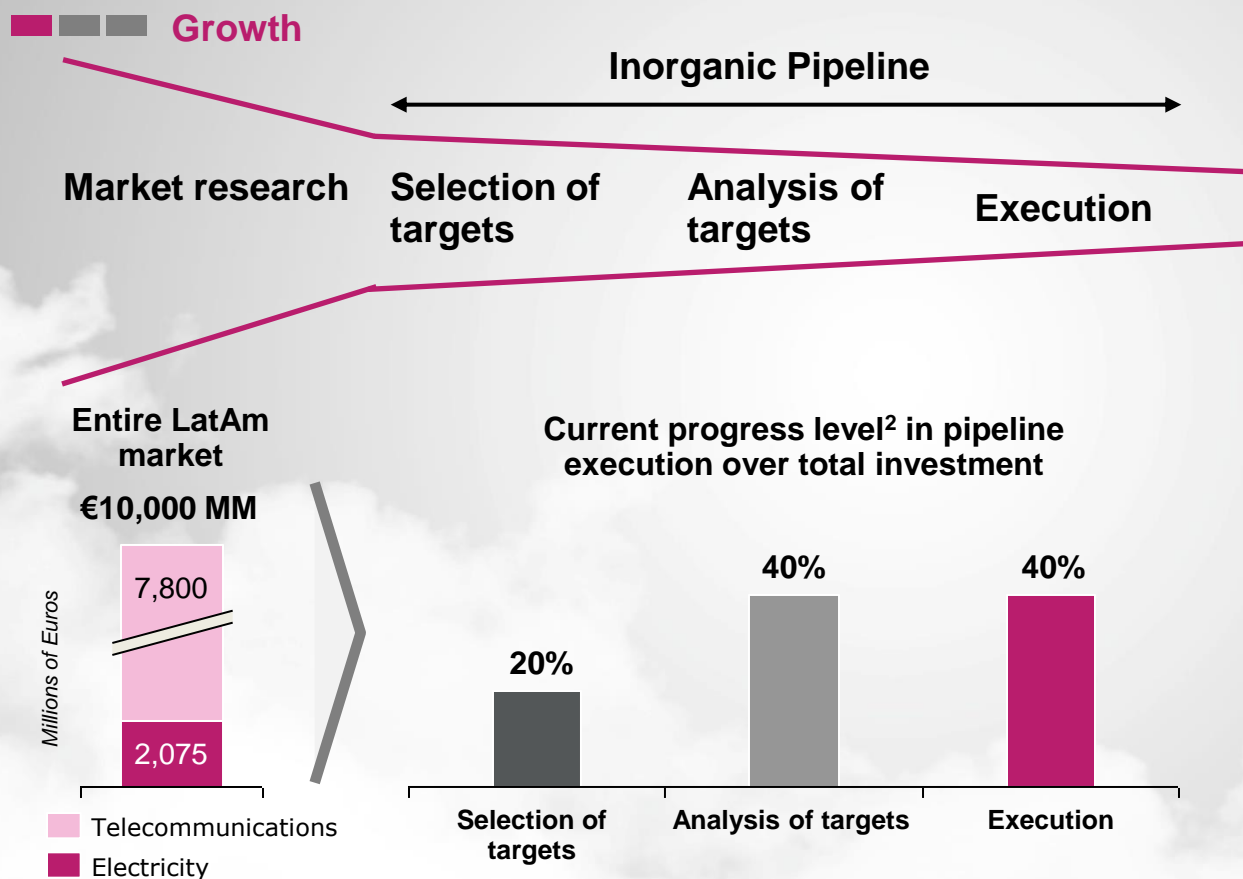 Growth
Inorganic Pipeline
Market research
Selection of
targets
Analysis of
targets
Execution
Entire LatAm
market
€10,000 MM
Millions of Euros
7,800
2,075
Telecommunications
Electricity
Current progress level² in pipeline
execution over total investment
20%
40%
40%
Selection of
targets
Analysis of targets
Execution